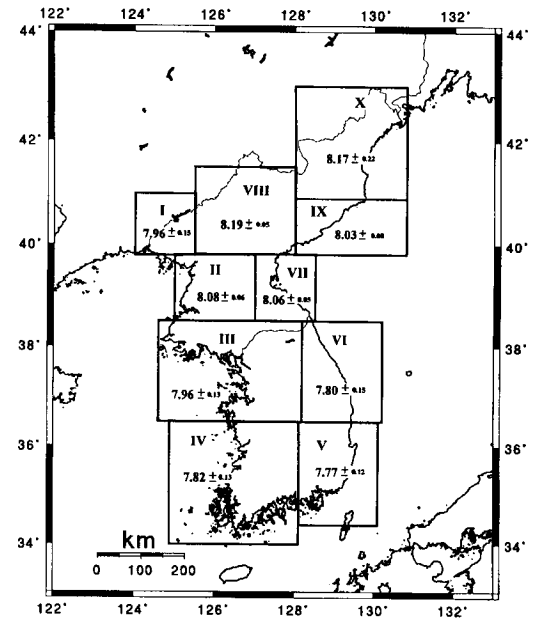 122° 124° 126° 128° 130° 132°
44° 44°
X
42° 42°
8.17 ± 0.22
VIII
I IX
7.96 ± 0.15 8.19 ± 0.05 8.03 ± 0.08
40° 40°
II VII
8.08 ± 0.06 8.06 ± 0.05
38° III VI 38°
7.96 ± 0.13 7.80 ± 0.15
36° IV V 36°
7.82 ± 0.13 7.77 ± 0.12
34° km 34°
0 100 200
122° 124° 126° 128° 130° 132°